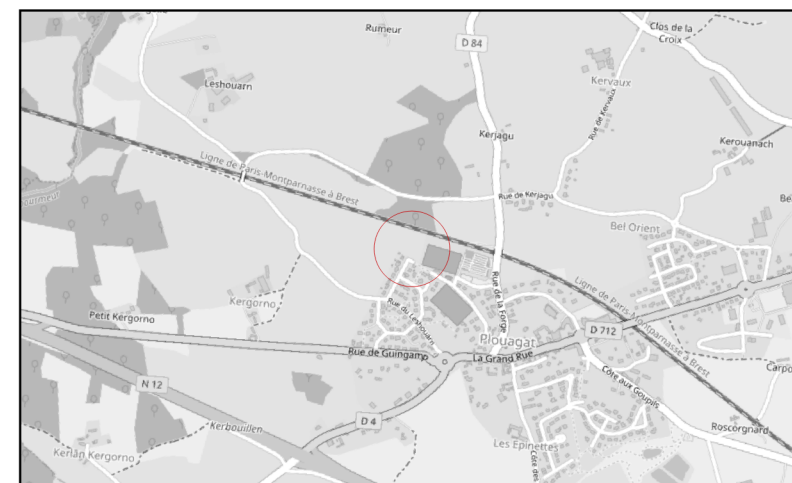 Rumeur
D 84
Clos de la
Croix
Leshouarn
Kervaux
Rue de Kervaux
Kerjagu
Kerouanach
Ligne de Paris-Montparnasse à Brest
Rue de Kerjagu
Be
Bel Orient
Ligne de Paris-Montparnasse à Brest
Kergorno
Rue de la Forge
Rue du Leshouarn
Petit Kergorno
D 712
Plouagat
Rue de Guingamp
La Grand Rue
Carpo
N 12
Côte aux Goupils
D 4
Kerbouillen
Roscorgnard
Les Epinettes
Kerlan Kergorno
Côte des